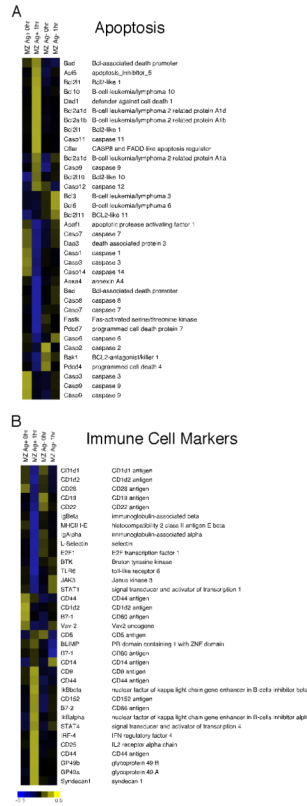 A
Apoptosis
MZ Ag+ 0hr
MZ Ag+ 1hr
MZ Ag- 0hr
MZ Ag- 1hr
Bad Bcl-associated death promoter
Api5 apoptosis_inhibitor_5
Bcl2l1 Bcl2-like 1
Bcl10 B-cell leukemia/lymphoma 10
Dad1 defender against cell death 1
Bcl2a1d B-cell leukemia/lymphoma 2 related protein A1d
Bcl2a1b B-cell leukemia/lymphoma 2 related protein A1b
Bcl2l1 Bcl2-like 1
Casp11 caspase 11
Cflar CASP8 and FADD-like apoptosis regulator
Bcl2a1d B-cell leukemia/lymphoma 2 related protein A1a
Casp9 caspase 9
Bcl2l10 Bcl2-like 10
Casp12 caspase 12
Bcl3 B-cell leukemia/lymphoma 3
Bcl6 B-cell leukemia/lymphoma 6
Bcl2l11 BCL2-like 11
Apaf1 apoptotic protease activating factor 1
Casp7 caspase 7
Dap3 death associated protein 3
Casp1 caspase 1
Casp3 caspase 3
Casp14 caspase 14
Anxa4 annexin A4
Bad Bcl-associated death promoter
Casp8 caspase 8
Casp7 caspase 7
Fastk Fas-activated serine/threonine kinase
Pdcd7 programmed cell death protein 7
Casp6 caspase 6
Casp2 caspase 2
Bak1 BCL2-antagonist/killer 1
Pdcd4 programmed cell death 4
Casp3 caspase 3
Casp9 caspase 9
Casp9 caspase 9
B
Immune Cell Markers
MZ Ag+ 0hr
MZ Ag+ 1hr
MZ Ag- 0hr
MZ Ag- 1hr
CD1d1 CD1d1 antigen
CD1d2 CD1d2 antigen
CD28 CD28 antigen
CD19 CD19 antigen
CD22 CD22 antigen
IgBeta immunoglobulin-associated beta
MHCII I-E histocompatibility 2 class II antigen E beta
IgAlpha immunoglobulin-associated alpha
L-Selectin selectin
E2F1 E2F transcription factor 1
BTK Bruton tyrosine kinase
TLR6 toll-like receptor 6
JAK3 Janus kinase 3
STAT1 signal transducer and activator of transcription 1
CD44 CD44 antigen
CD1d2 CD1d2 antigen
B7-1 CD80 antigen
Vav-2 Vav2 oncogene
CD5 CD5 antigen
BLIMP PR domain containing 1 with ZNF domain
B7-1 CD80 antigen
CD14 CD14 antigen
CD9 CD9 antigen
CD44 CD44 antigen
IkBbeta nuclear factor of kappa light chain gene enhancer in B-cells inhibitor beta
CD152 CD152 antigen
B7-2 CD86 antigen
IkBalpha nuclear factor of kappa light chain gene enhancer in B-cells inhibitor alpha
STAT4 signal transducer and activator of transcription 4
IRF-4 IFN regulatory factor 4
CD25 IL2 receptor alpha chain
CD44 CD44 antigen
GP49b glycoprotein 49 B
GP49a glycoprotein 49 A
Syndecan1 syndecan 1
0.5